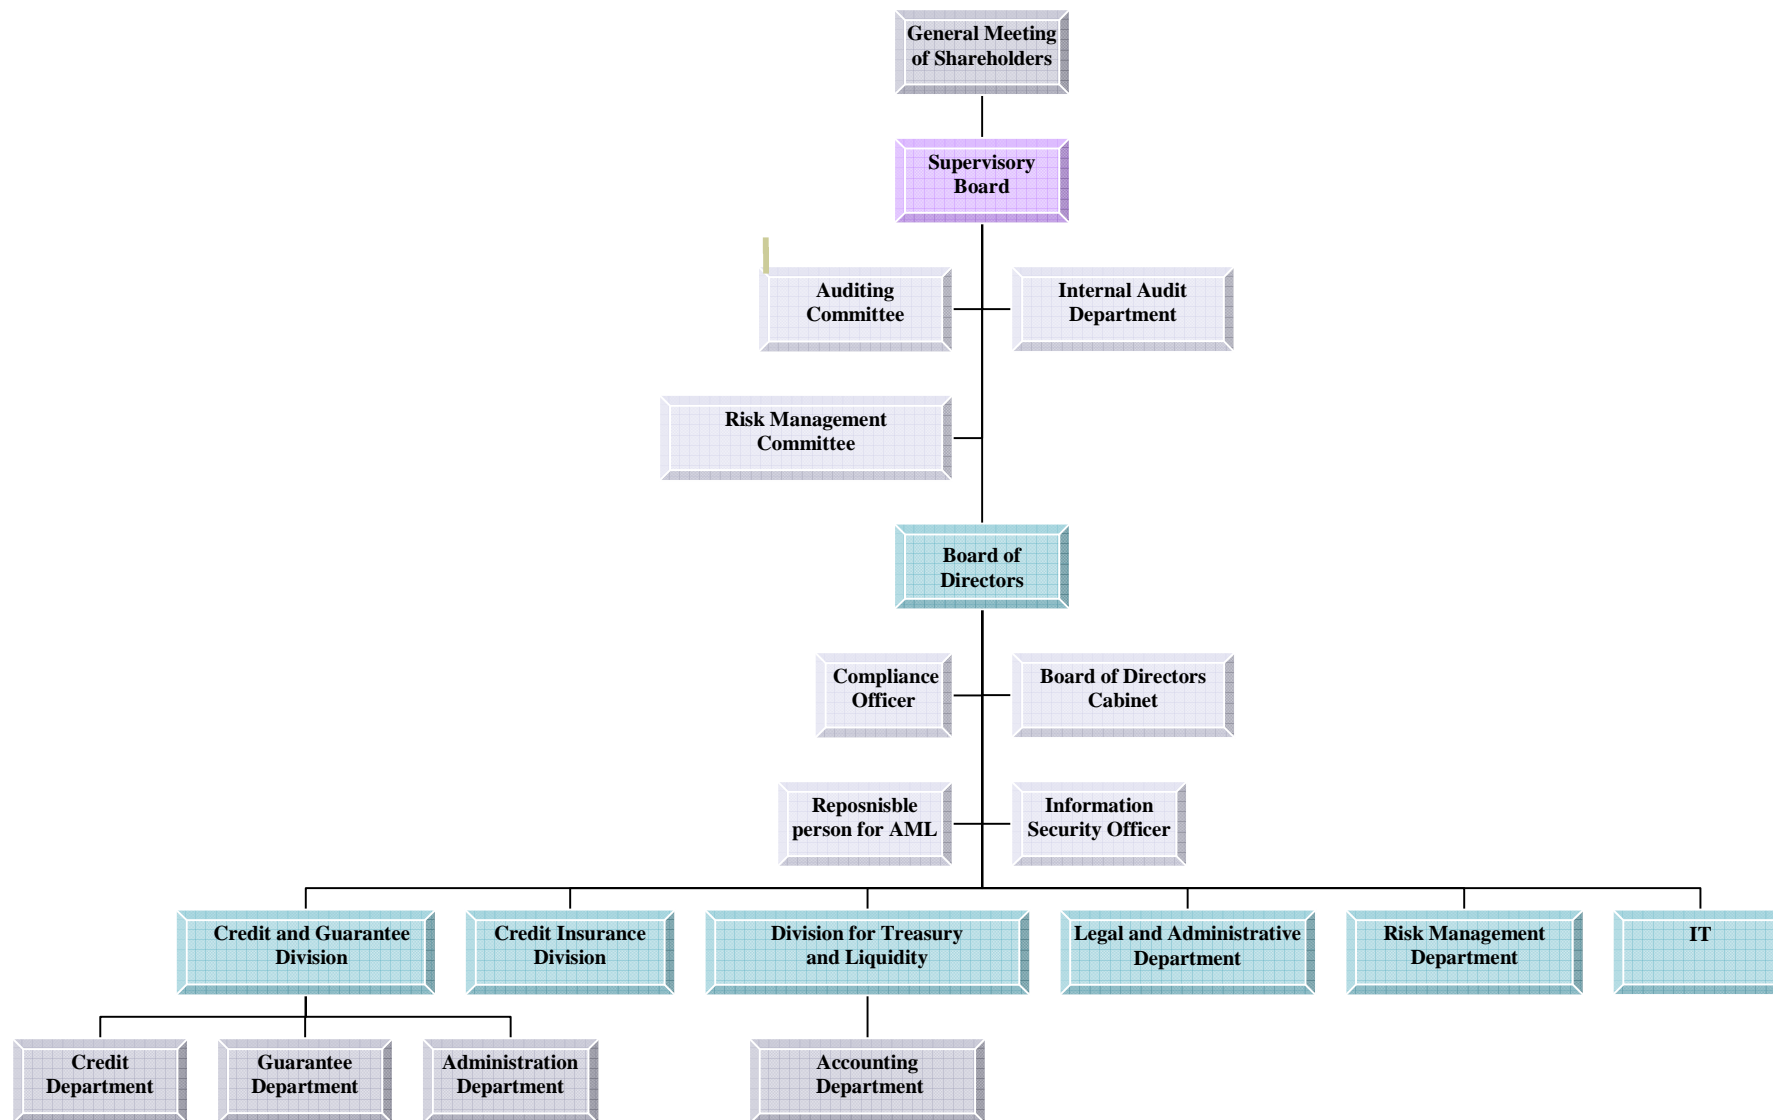 General Meeting
of Shareholders
Supervisory
Board
Auditing
Committee
Internal Audit
Department
Risk Management
Committee
Board of
Directors
Compliance
Officer
Board of Directors
Cabinet
Reposnisble
person for AML
Information
Security Officer
Credit and Guarantee
Division
Credit Insurance
Division
Division for Treasury
and Liquidity
Legal and Administrative
Department
Risk Management
Department
IT
Credit
Department
Guarantee
Department
Administration
Department
Accounting
Department